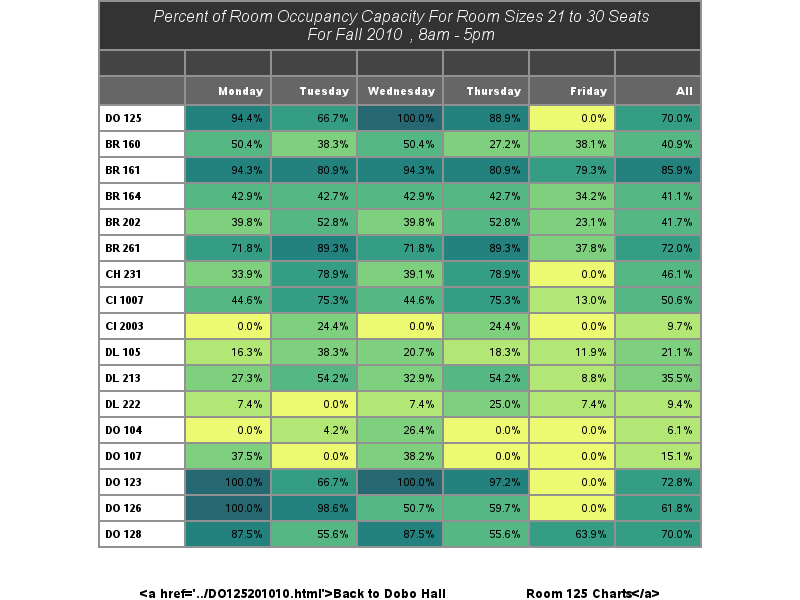 Percent of Room Occupancy Capacity For Room Sizes 21 to 30 Seats
For Fall 2010 , 8am - 5pm
Monday Tuesday Wednesday Thursday Friday All
DO 125 94.4% 66.7% 100.0% 88.9% 0.0% 70.0%
BR 160 50.4% 38.3% 50.4% 27.2% 38.1% 40.9%
BR 161 94.3% 80.9% 94.3% 80.9% 79.3% 85.9%
BR 164 42.9% 42.7% 42.9% 42.7% 34.2% 41.1%
BR 202 39.8% 52.8% 39.8% 52.8% 23.1% 41.7%
BR 261 71.8% 89.3% 71.8% 89.3% 37.8% 72.0%
CH 231 33.9% 78.9% 39.1% 78.9% 0.0% 46.1%
CI 1007 44.6% 75.3% 44.6% 75.3% 13.0% 50.6%
CI 2003 0.0% 24.4% 0.0% 24.4% 0.0% 9.7%
DL 105 16.3% 38.3% 20.7% 18.3% 11.9% 21.1%
DL 213 27.3% 54.2% 32.9% 54.2% 8.8% 35.5%
DL 222 7.4% 0.0% 7.4% 25.0% 7.4% 9.4%
DO 104 0.0% 4.2% 26.4% 0.0% 0.0% 6.1%
DO 107 37.5% 0.0% 38.2% 0.0% 0.0% 15.1%
DO 123 100.0% 66.7% 100.0% 97.2% 0.0% 72.8%
DO 126 100.0% 98.6% 50.7% 59.7% 0.0% 61.8%
DO 128 87.5% 55.6% 87.5% 55.6% 63.9% 70.0%
<a href='../DO125201010.html'>Back to Dobo Hall Room 125 Charts</a>